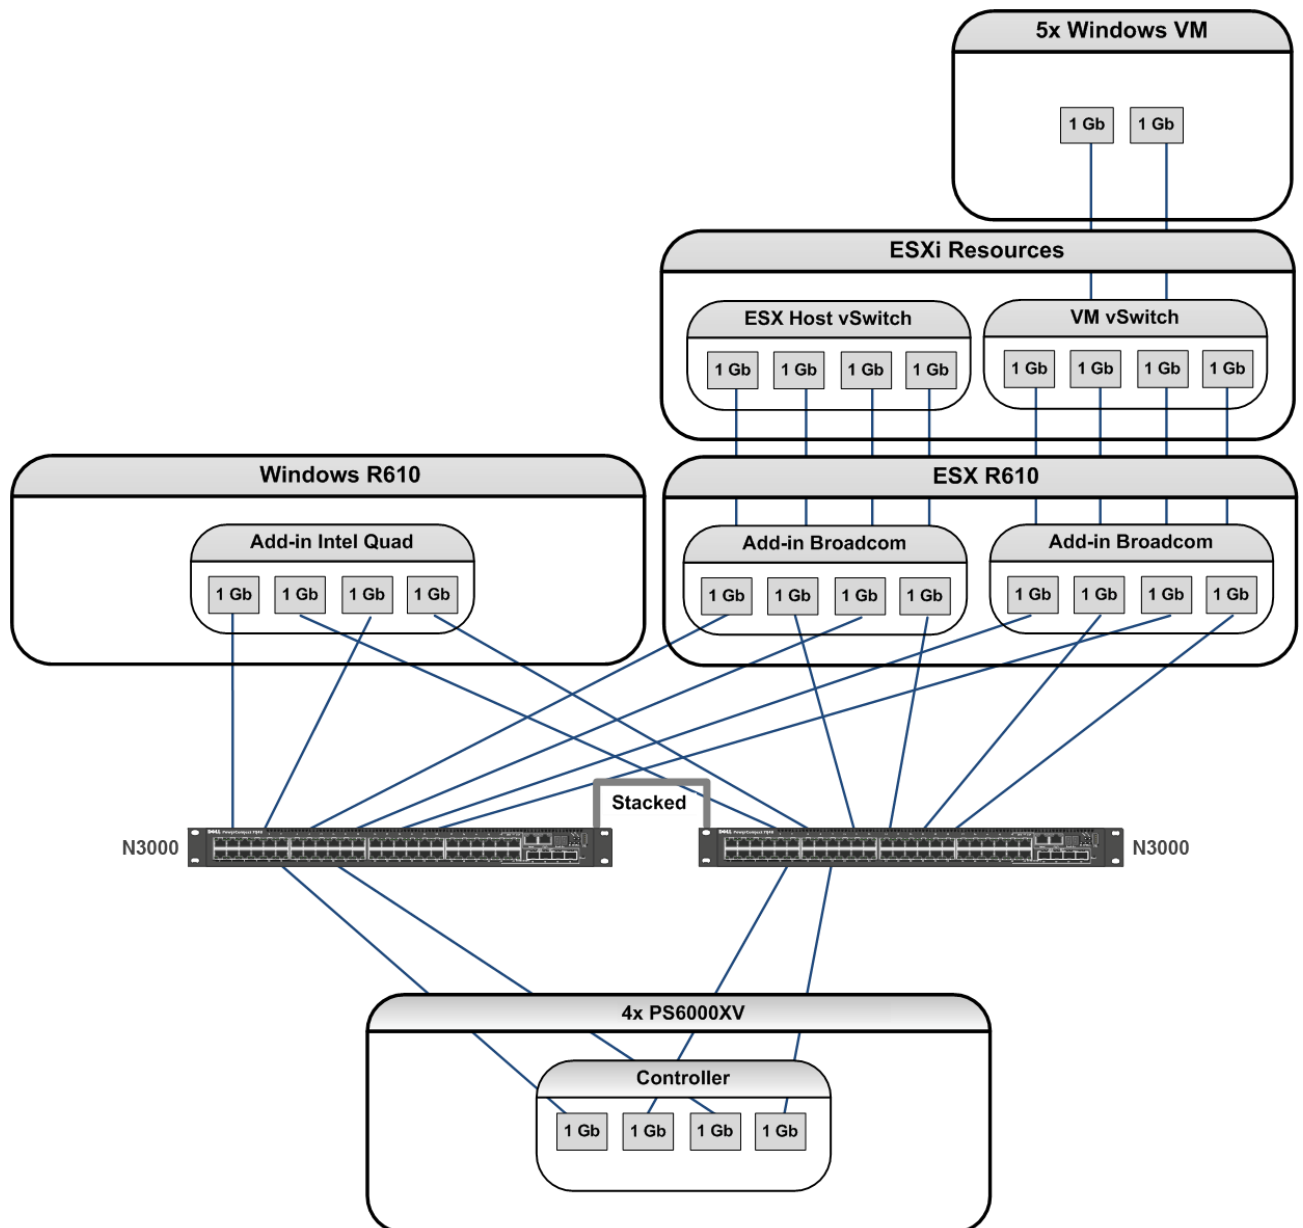 5x Windows VM
1 Gb 1 Gb
ESXi Resources
ESX Host vSwitch
VM vSwitch
1 Gb 1 Gb 1 Gb 1 Gb
1 Gb 1 Gb 1 Gb 1 Gb
Windows R610
ESX R610
Add-in Intel Quad
Add-in Broadcom
Add-in Broadcom
1 Gb 1 Gb 1 Gb 1 Gb
1 Gb 1 Gb 1 Gb 1 Gb
1 Gb 1 Gb 1 Gb 1 Gb
Stacked
N3000
N3000
4x PS6000XV
Controller
1 Gb 1 Gb 1 Gb 1 Gb